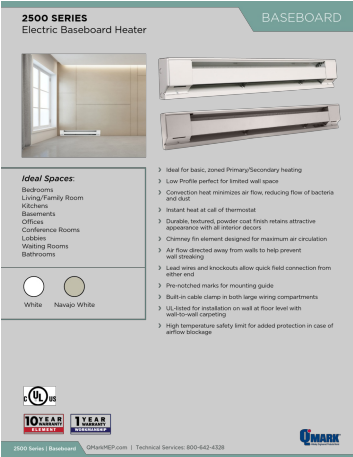 2500 SERIES
Electric Baseboard Heater
BASEBOARD
Ideal Spaces:
Bedrooms
Living/Family Room
Kitchens
Basements
Offices
Conference Rooms
Lobbies
Waiting Rooms
Bathrooms
White
Navajo White
Ideal for basic, zoned Primary/Secondary heating
Low Profile perfect for limited wall space
Convection heat minimizes air flow, reducing flow of bacteria
and dust
Instant heat at call of thermostat
Durable, textured, powder coat finish retains attractive
appearance with all interior decors
Chimney fin element designed for maximum air circulation
Air flow directed away from walls to help prevent
wall streaking
Lead wires and knockouts allow quick field connection from
either end
Pre-notched marks for mounting guide
Built-in cable clamp in both large wiring compartments
UL-listed for installation on wall at floor level with
wall-to-wall carpeting
High temperature safety limit for added protection in case of
airflow blockage
C UL US
10 YEAR WARRANTY
ELEMENT
1 YEAR WARRANTY
WORKMANSHIP
QMARK
2500 Series | Baseboard
QMarkMEP.com | Technical Services: 800-642-4328